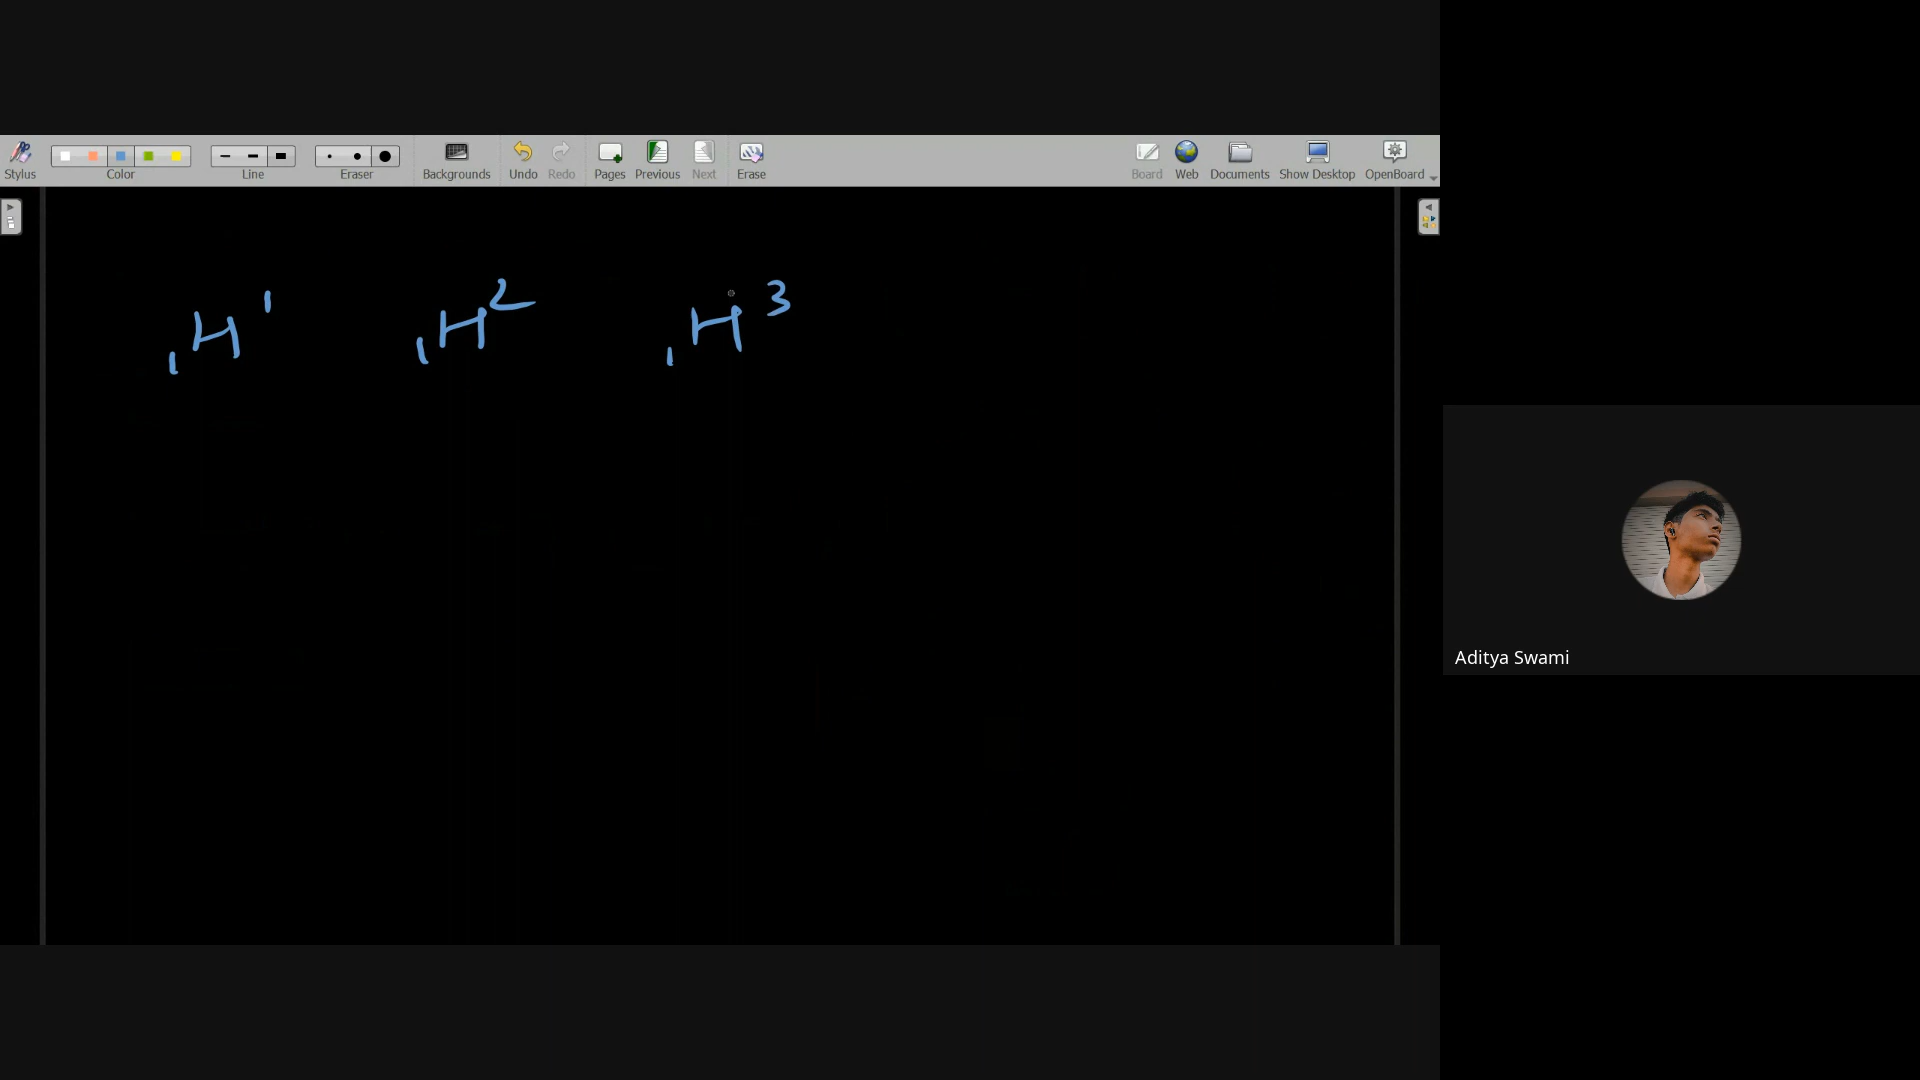 Stylus Color Line Eraser Backgrounds Undo Redo Pages Previous Next Erase Board Web Documents Show Desktop OpenBoard
₁H¹ ₁H² ₁H³
Aditya Swami